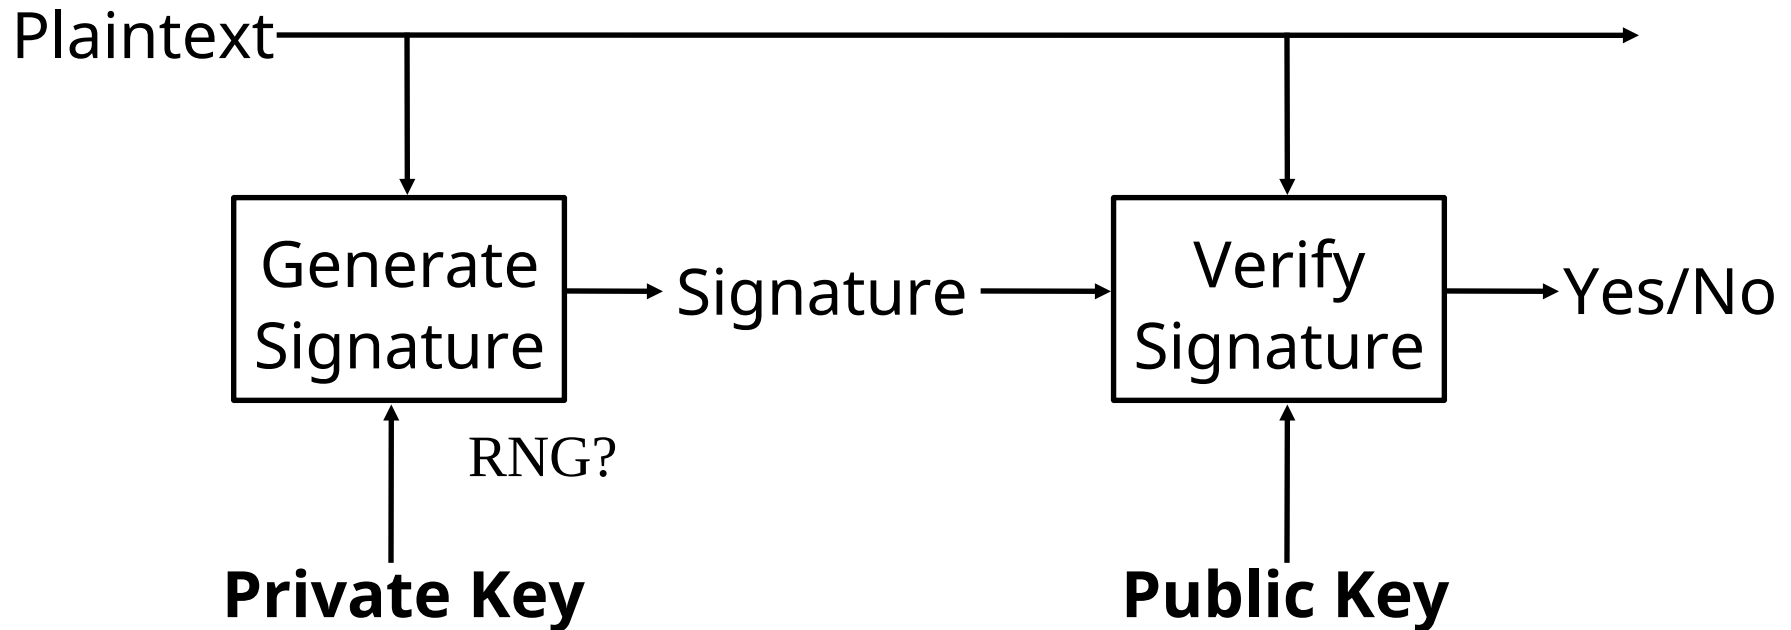 Plaintext
Generate
Signature
Signature
Verify
Signature
Yes/No
RNG?
Private Key
Public Key